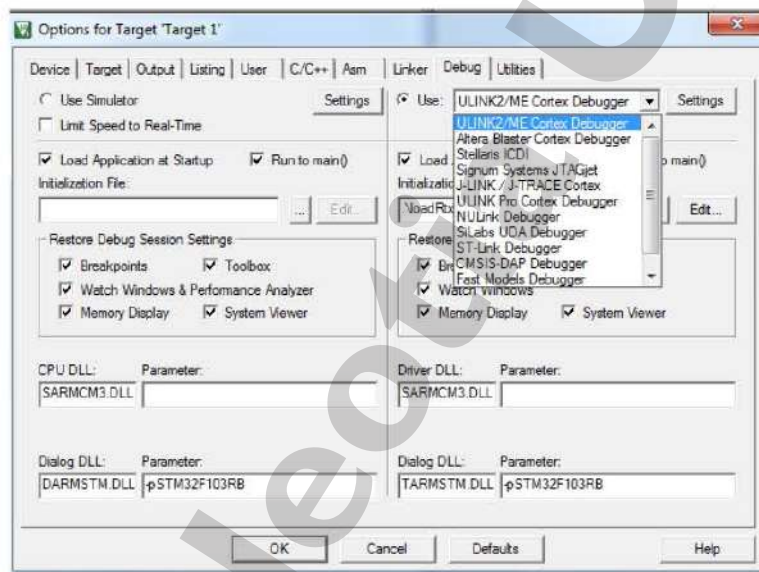 Options for Target 'Target 1'
Device Target Output Listing User C/C++ Asm Linker Debug Utilities
Use Simulator Settings
Limit Speed to Real-Time
Use: ULINK2/ME Cortex Debugger Settings
ULINK2/ME Cortex Debugger
Altera Blaster Cortex Debugger
Stellaris ICDI
Signum Systems JTAGjet
J-LINK / J-TRACE Cortex
ULINK Pro Cortex Debugger
NULink Debugger
SiLabs UDA Debugger
ST-Link Debugger
CMSIS-DAP Debugger
Fast Models Debugger
Load Application at Startup Run to main()
Initialization File:
... Edit...
Restore Debug Session Settings
Breakpoints Toolbox
Watch Windows & Performance Analyzer
Memory Display System Viewer
Load o main()
Initializatio
Edit...
Restore
Watch Windows
Memory Display System Viewer
CPU DLL: Parameter:
SARMCM3.DLL
Driver DLL: Parameter:
SARMCM3.DLL
Dialog DLL: Parameter:
DARMSTM.DLL -pSTM32F103RB
Dialog DLL: Parameter:
TARMSTM.DLL -pSTM32F103RB
OK Cancel Defaults Help